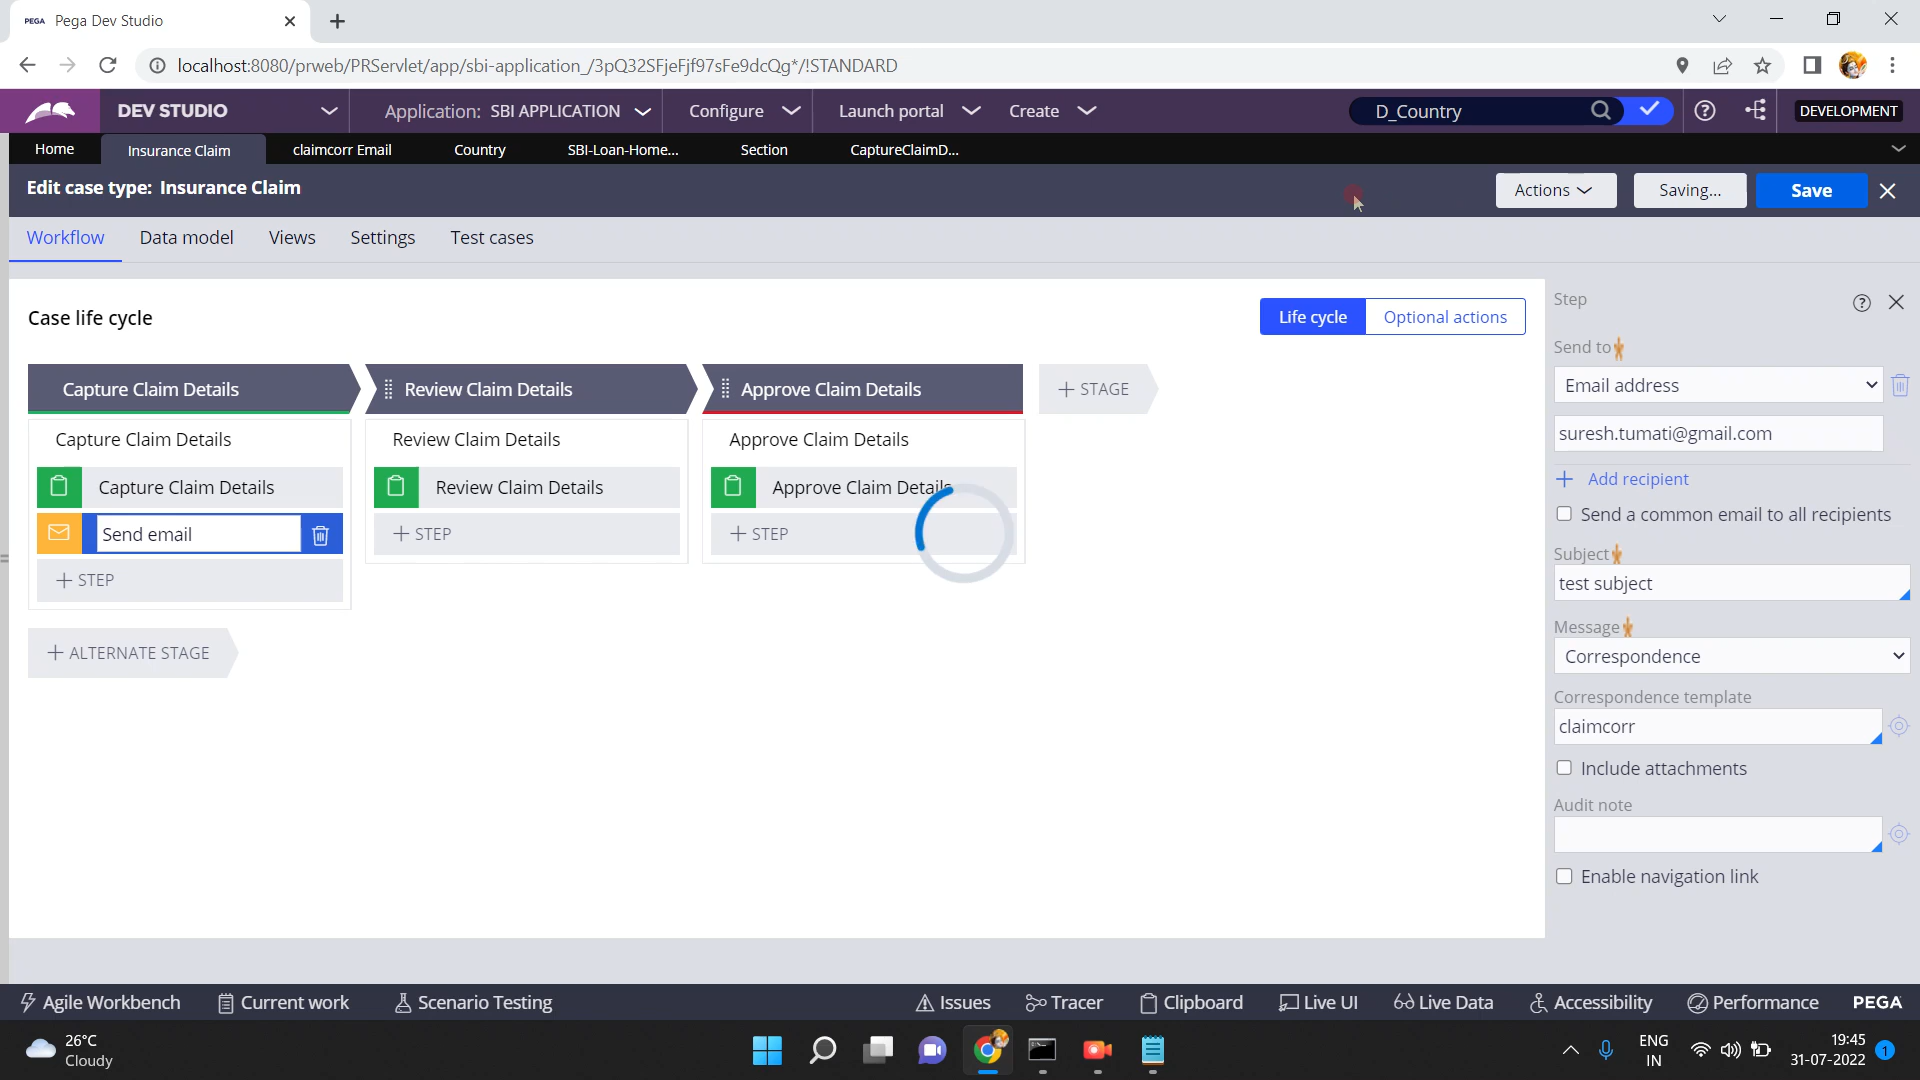 PEGA Pega Dev Studio
localhost:8080/prweb/PRServlet/app/sbi-application_/3pQ32SFjeFjf97sFe9dcQg*/!STANDARD
DEV STUDIO Application: SBI APPLICATION Configure Launch portal Create D_Country DEVELOPMENT
Home Insurance Claim claimcorr Email Country SBI-Loan-Home... Section CaptureClaimD...
Edit case type: Insurance Claim Actions Saving... Save
Workflow Data model Views Settings Test cases
Case life cycle Life cycle Optional actions
Capture Claim Details Review Claim Details Approve Claim Details + STAGE
Capture Claim Details Review Claim Details Approve Claim Details
Capture Claim Details Review Claim Details Approve Claim Details
Send email + STEP + STEP
+ STEP
+ ALTERNATE STAGE
Step
Send to
Email address
suresh.tumati@gmail.com
+ Add recipient
Send a common email to all recipients
Subject
test subject
Message
Correspondence
Correspondence template
claimcorr
Include attachments
Audit note
Enable navigation link
Agile Workbench Current work Scenario Testing Issues Tracer Clipboard Live UI Live Data Accessibility Performance PEGA
26°C
Cloudy
ENG
IN
19:45
31-07-2022
1